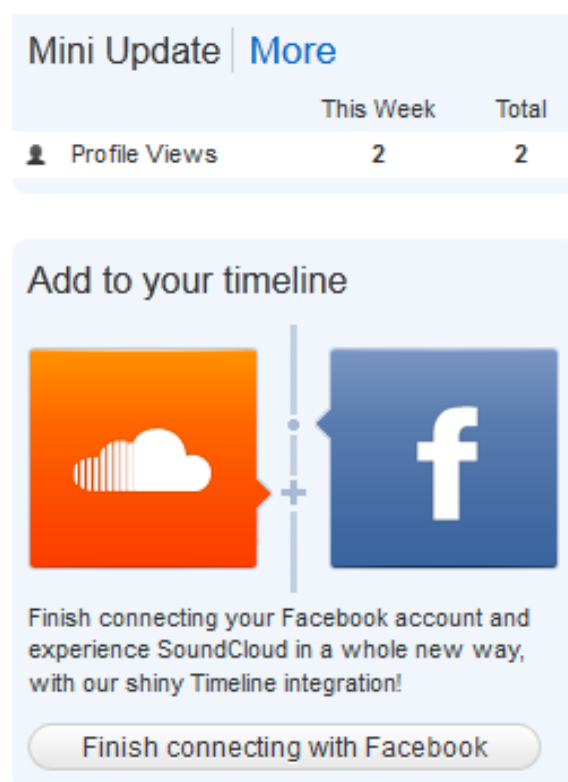 Mini Update More
This Week Total
Profile Views 2 2
Add to your timeline
f
Finish connecting your Facebook account and
experience SoundCloud in a whole new way,
with our shiny Timeline integration!
Finish connecting with Facebook